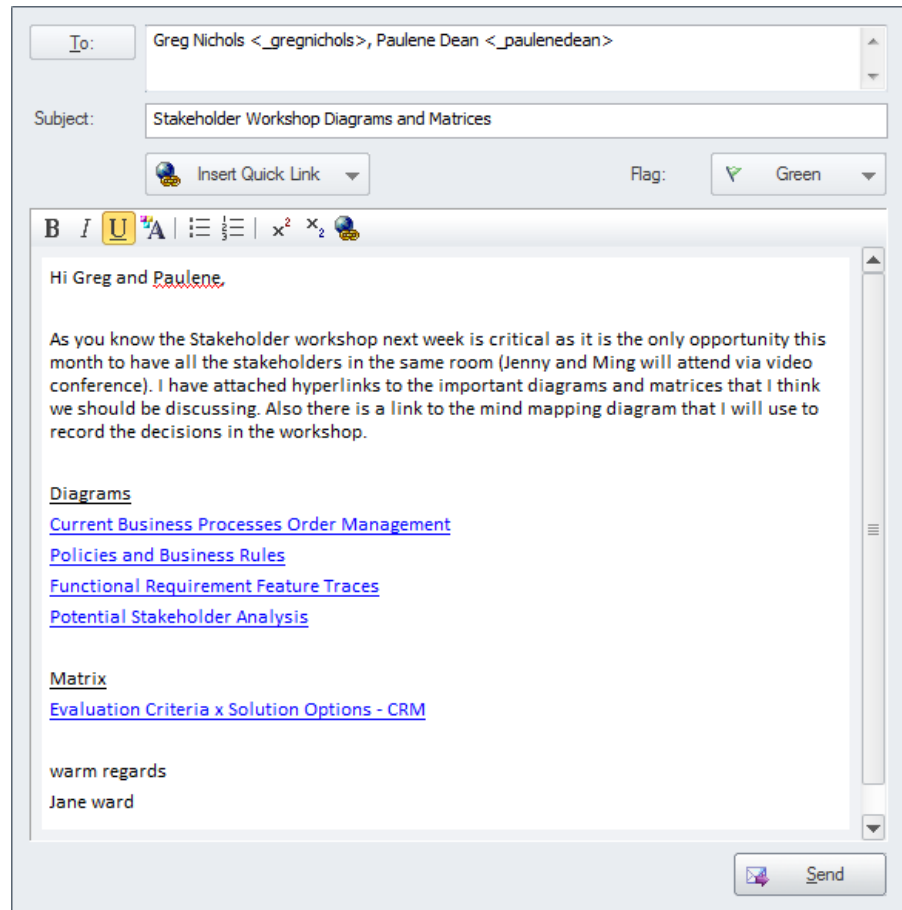 To:
Greg Nichols <_gregnichols>, Paulene Dean <_paulenedean>
Subject:
Stakeholder Workshop Diagrams and Matrices
Insert Quick Link
Flag:
Green
B I U A x² x₂
Hi Greg and Paulene,
As you know the Stakeholder workshop next week is critical as it is the only opportunity this
month to have all the stakeholders in the same room (Jenny and Ming will attend via video
conference). I have attached hyperlinks to the important diagrams and matrices that I think
we should be discussing. Also there is a link to the mind mapping diagram that I will use to
record the decisions in the workshop.
Diagrams
Current Business Processes Order Management
Policies and Business Rules
Functional Requirement Feature Traces
Potential Stakeholder Analysis
Matrix
Evaluation Criteria x Solution Options - CRM
warm regards
Jane ward
Send